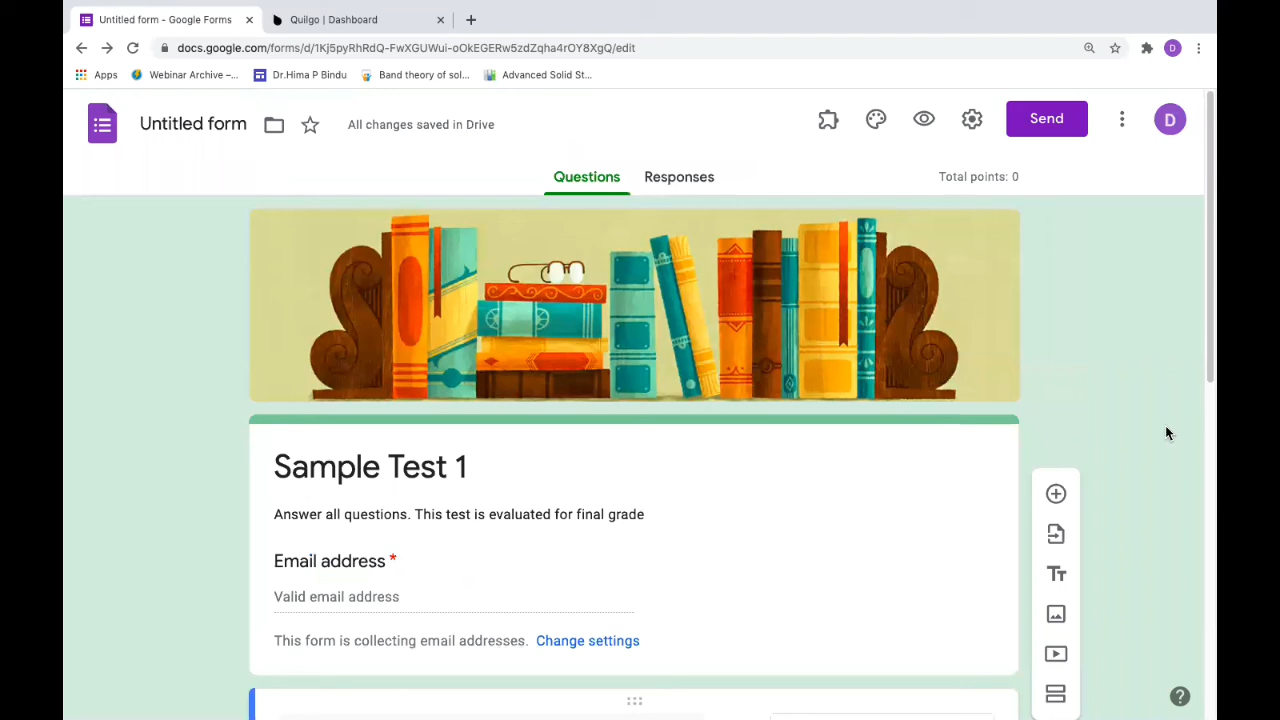 Untitled form - Google Forms
Quilgo | Dashboard
docs.google.com/forms/d/1Kj5pyRhRdQ-FwXGUWui-oOkEGERw5zdZqha4rOY8XgQ/edit
D
Apps
Webinar Archive –...
Dr.Hima P Bindu
Band theory of sol...
Advanced Solid St...
Untitled form
All changes saved in Drive
Send
D
Questions
Responses
Total points: 0
Sample Test 1
Answer all questions. This test is evaluated for final grade
Email address *
Valid email address
This form is collecting email addresses. Change settings